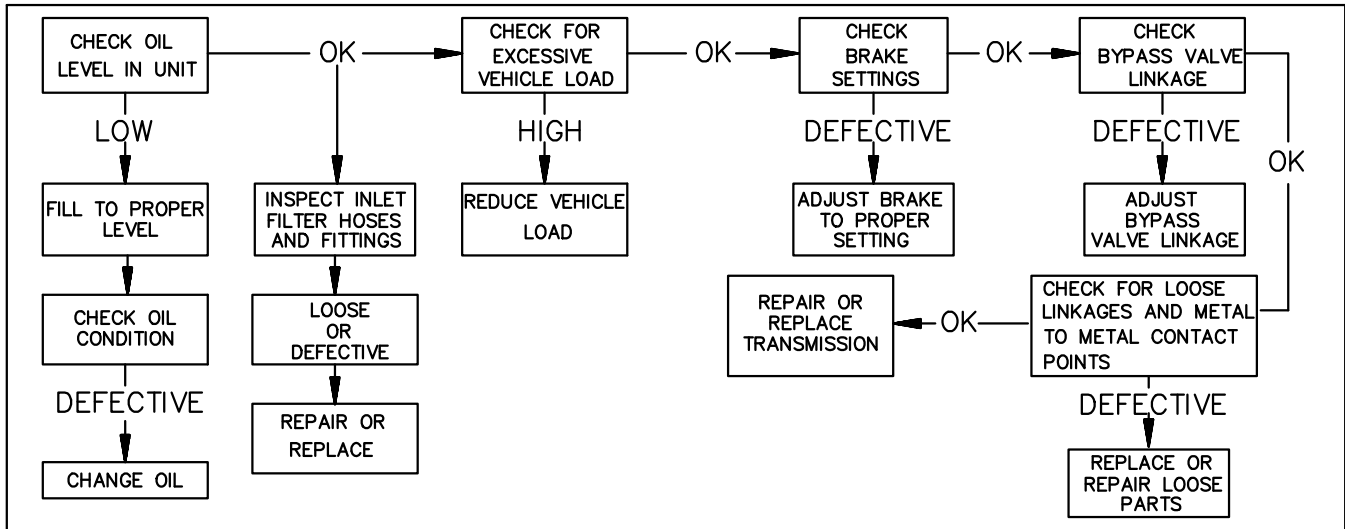 CHECK OIL
LEVEL IN UNIT
OK
CHECK FOR
EXCESSIVE
VEHICLE LOAD
OK
CHECK
BRAKE
SETTINGS
OK
CHECK
BYPASS VALVE
LINKAGE
LOW
HIGH
DEFECTIVE
DEFECTIVE
OK
FILL TO PROPER
LEVEL
INSPECT INLET
FILTER HOSES
AND FITTINGS
REDUCE VEHICLE
LOAD
ADJUST BRAKE
TO PROPER
SETTING
ADJUST
BYPASS
VALVE LINKAGE
CHECK OIL
CONDITION
LOOSE
OR
DEFECTIVE
REPAIR OR
REPLACE
TRANSMISSION
OK
CHECK FOR LOOSE
LINKAGES AND METAL
TO METAL CONTACT
POINTS
DEFECTIVE
REPAIR OR
REPLACE
DEFECTIVE
CHANGE OIL
REPLACE OR
REPAIR LOOSE
PARTS